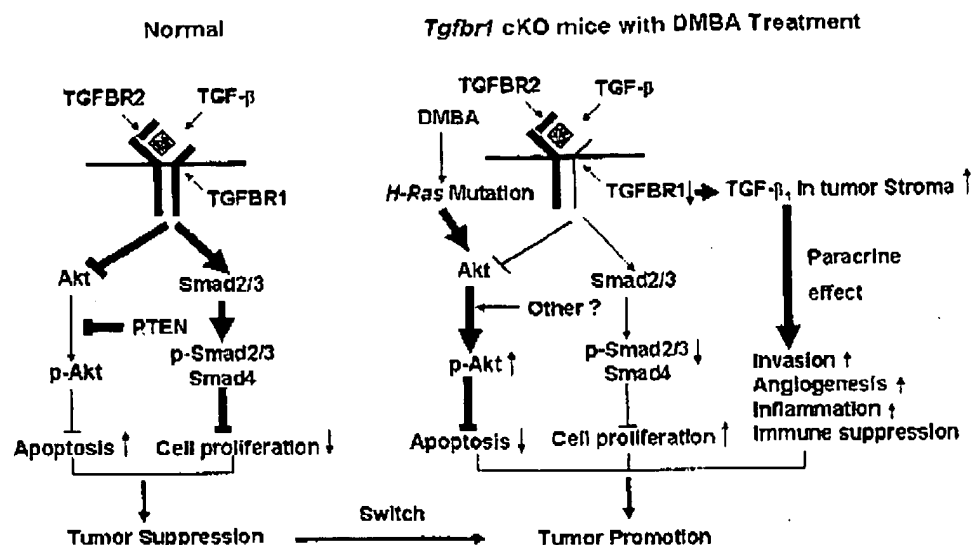 Normal
Tgfbr1 cKO mice with DMBA Treatment
TGFBR2
TGF-β
TGFBR1
Akt
Smad2/3
PTEN
p-Akt
p-Smad2/3
Smad4
Apoptosis ↑
Cell proliferation ↓
Tumor Suppression
Switch
TGFBR2
TGF-β
DMBA
H-Ras Mutation
TGFBR1↓
TGF-β₁ In tumor Stroma ↑
Akt
Smad2/3
Other ?
Paracrine
effect
p-Akt ↑
p-Smad2/3 ↓
Smad4
Invasion ↑
Angiogenesis ↑
Inflammation ↑
Immune suppression
Apoptosis ↓
Cell proliferation ↑
Tumor Promotion